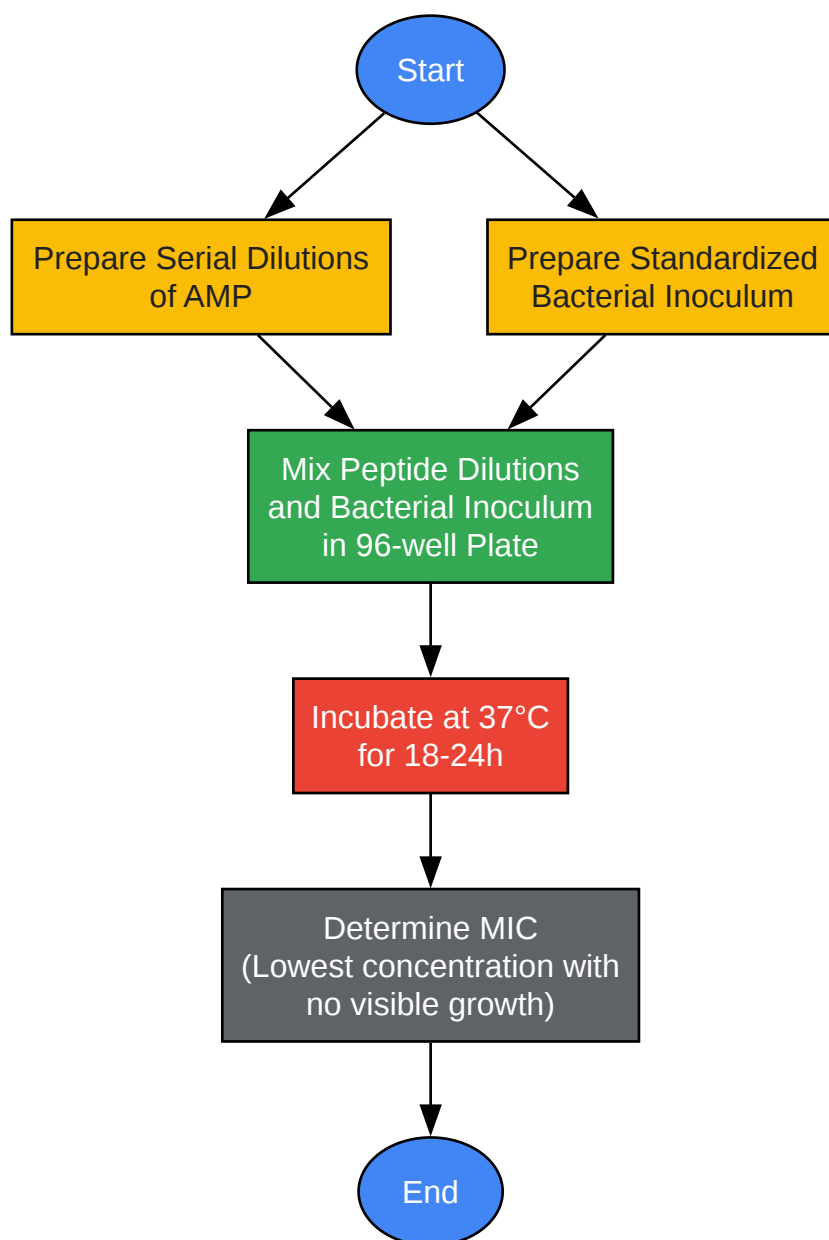 Start
Prepare Serial Dilutions
of AMP
Prepare Standardized
Bacterial Inoculum
Mix Peptide Dilutions
and Bacterial Inoculum
in 96-well Plate
Incubate at 37°C
for 18-24h
Determine MIC
(Lowest concentration with
no visible growth)
End